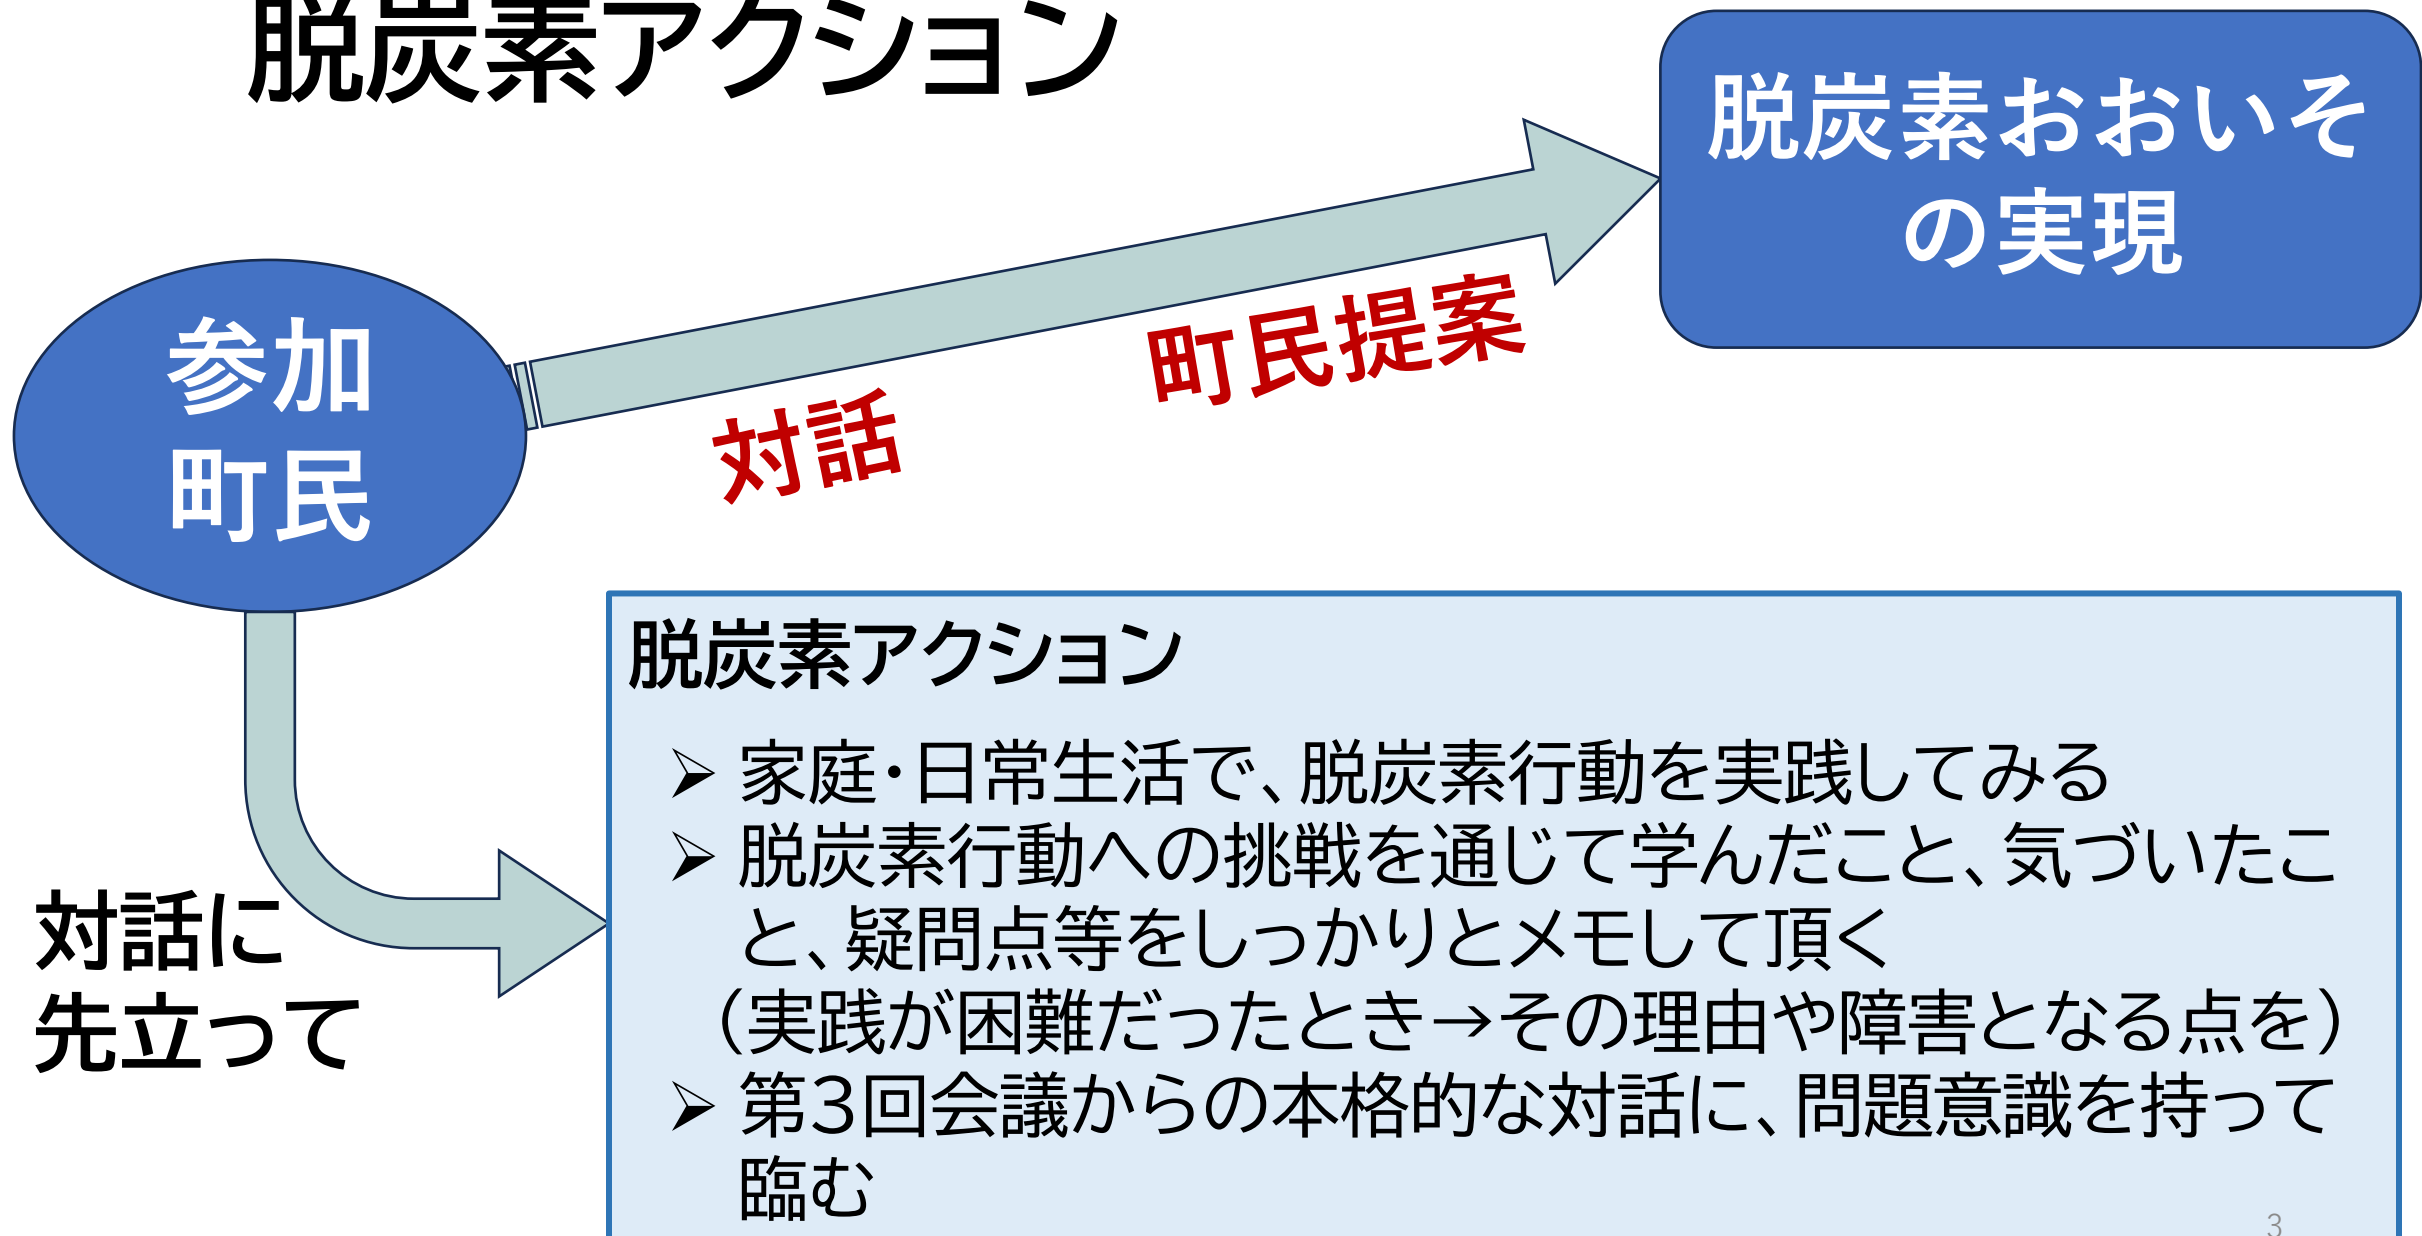 脱炭素アクション
脱炭素おおいそ
の実現
参加
町民
対話
町民提案
対話に
先立って
脱炭素アクション
➢ 家庭・日常生活で、脱炭素行動を実践してみる
➢ 脱炭素行動への挑戦を通じて学んだこと、気づいたこ
と、疑問点等をしっかりとメモして頂く
（実践が困難だったとき→その理由や障害となる点を）
➢ 第３回会議からの本格的な対話に、問題意識を持って
臨む
3